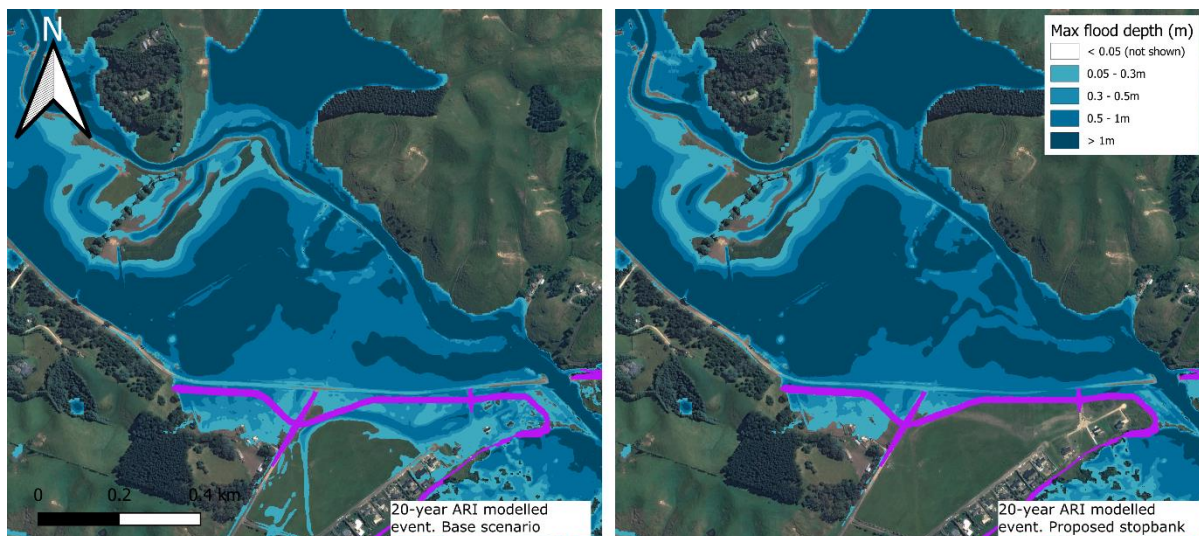 N
0 0.2 0.4 km
20-year ARI modelled
event. Base scenario
Max flood depth (m)
< 0.05 (not shown)
0.05 - 0.3m
0.3 - 0.5m
0.5 - 1m
> 1m
20-year ARI modelled
event. Proposed stopbank